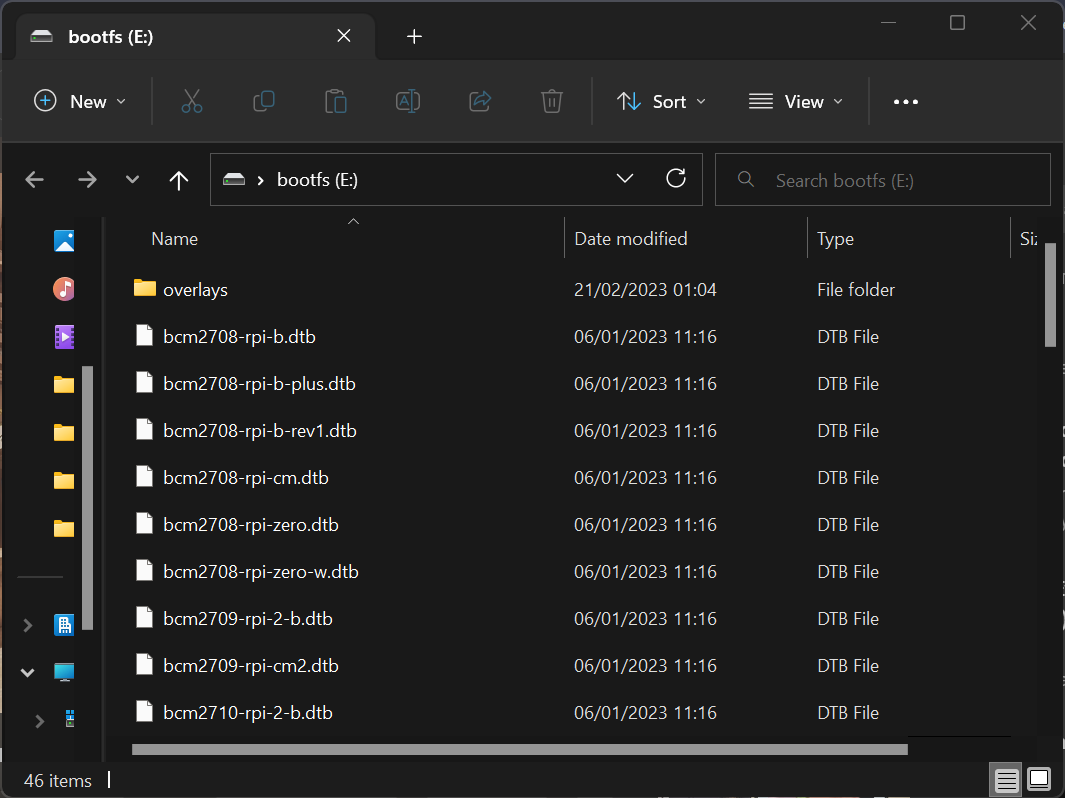 bootfs (E:)
New
Sort
View
bootfs (E:)
Search bootfs (E:)
Name Date modified Type Siz
overlays 21/02/2023 01:04 File folder
bcm2708-rpi-b.dtb 06/01/2023 11:16 DTB File
bcm2708-rpi-b-plus.dtb 06/01/2023 11:16 DTB File
bcm2708-rpi-b-rev1.dtb 06/01/2023 11:16 DTB File
bcm2708-rpi-cm.dtb 06/01/2023 11:16 DTB File
bcm2708-rpi-zero.dtb 06/01/2023 11:16 DTB File
bcm2708-rpi-zero-w.dtb 06/01/2023 11:16 DTB File
bcm2709-rpi-2-b.dtb 06/01/2023 11:16 DTB File
bcm2709-rpi-cm2.dtb 06/01/2023 11:16 DTB File
bcm2710-rpi-2-b.dtb 06/01/2023 11:16 DTB File
46 items